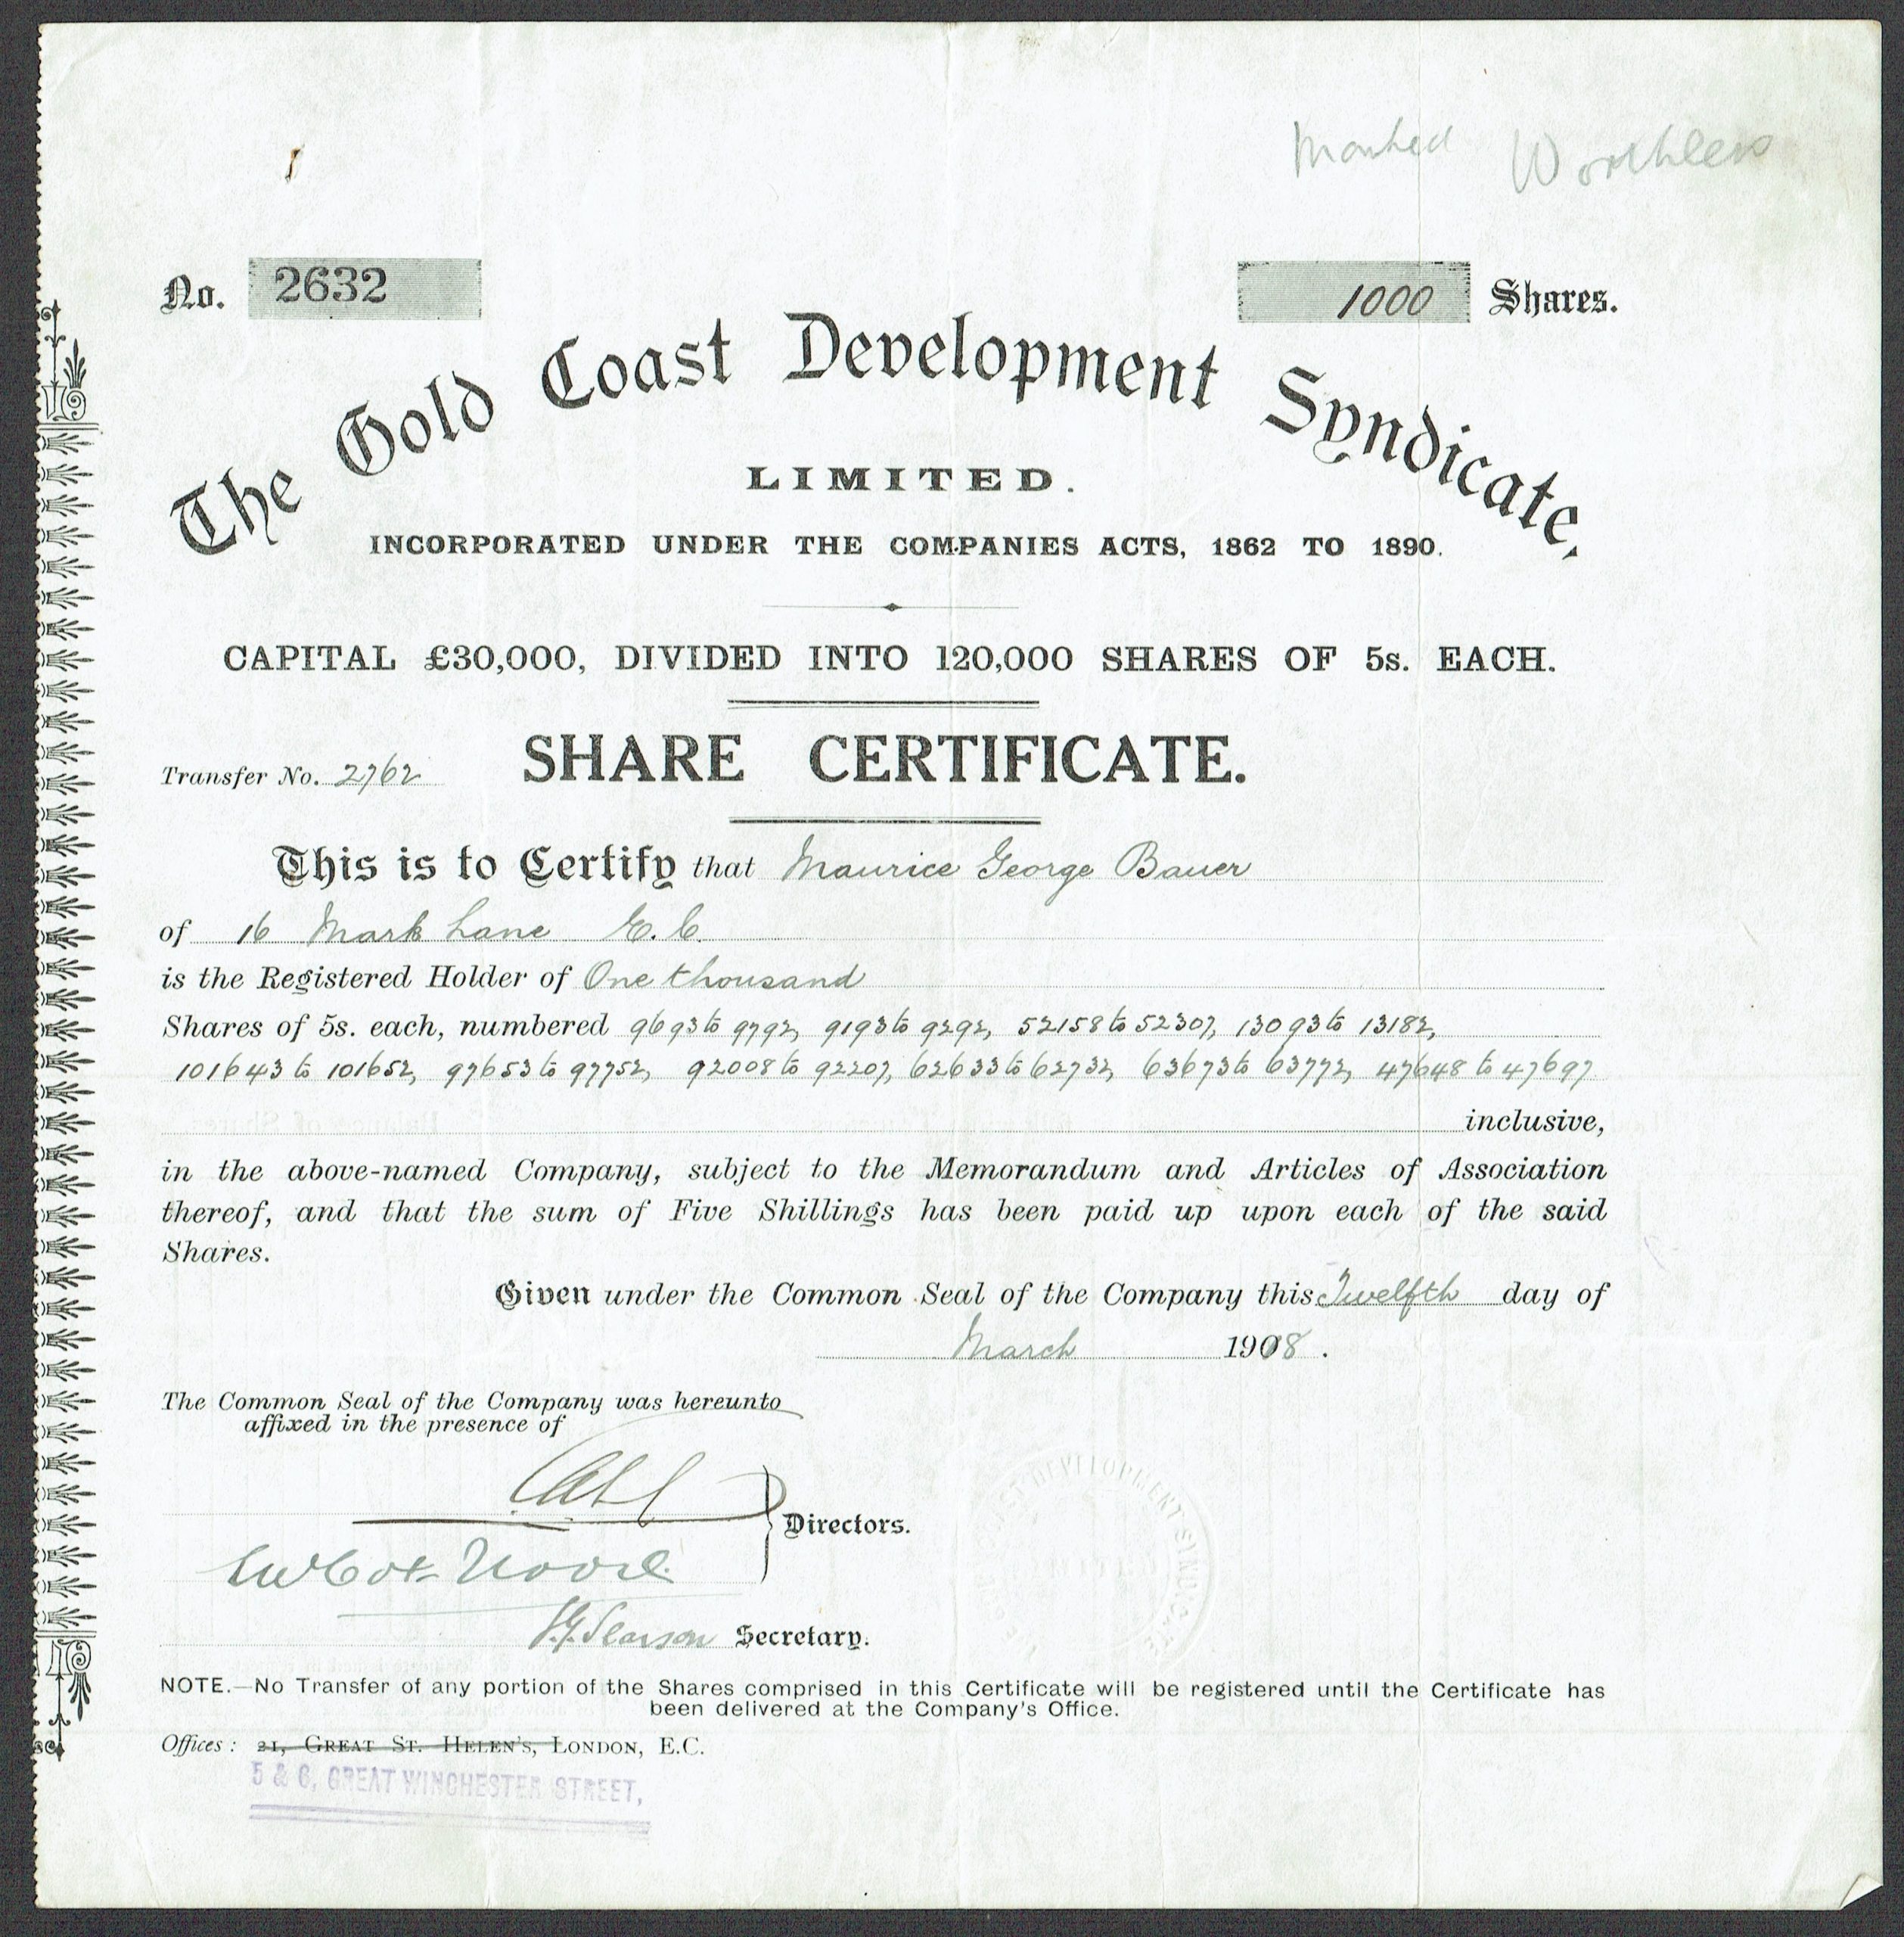 Marked Worthless
No. 2632
1000 Shares.
The Gold Coast Development Syndicate,
LIMITED.
INCORPORATED UNDER THE COMPANIES ACTS, 1862 TO 1890.
CAPITAL £30,000, DIVIDED INTO 120,000 SHARES OF 5s. EACH.
Transfer No. 2762 SHARE CERTIFICATE.
This is to Certify that Maurice George Bauer
of 16 Mark Lane E.C.
is the Registered Holder of One thousand
Shares of 5s. each, numbered 9693 to 9792, 9193 to 9292, 52158 to 52307, 13093 to 13182,
101643 to 101652, 97653 to 97752, 92008 to 92207, 62633 to 62732, 63673 to 63772, 47648 to 47697
inclusive,
in the above-named Company, subject to the Memorandum and Articles of Association
thereof, and that the sum of Five Shillings has been paid up upon each of the said
Shares.
Given under the Common Seal of the Company this Twelfth day of
March 1908.
The Common Seal of the Company was hereunto
affixed in the presence of
Directors.
Pearson Secretary.
DEVELOPMENT SYNDICATE
NOTE.—No Transfer of any portion of the Shares comprised in this Certificate will be registered until the Certificate has
been delivered at the Company's Office.
Offices: 21, GREAT ST. HELEN'S, LONDON, E.C.
5 & 6, GREAT WINCHESTER STREET,